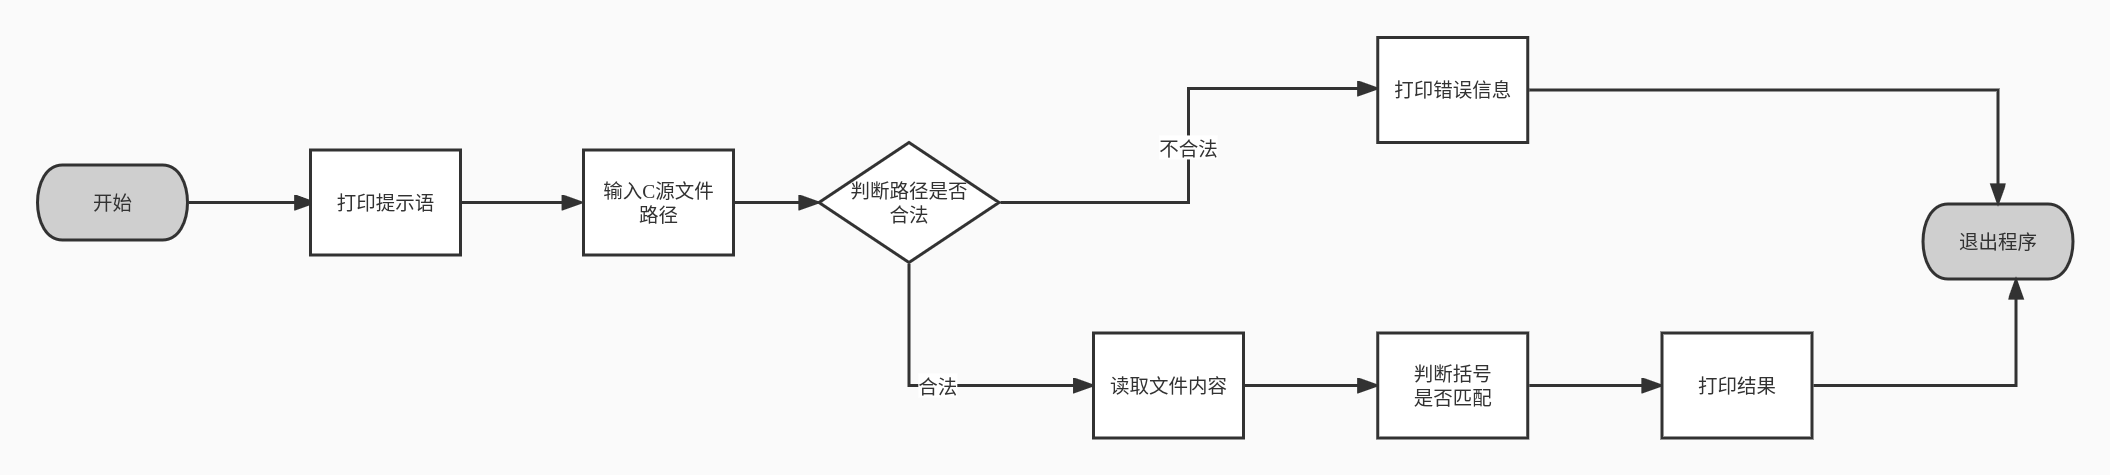 开始
打印提示语
输入C源文件
路径
判断路径是否
合法
不合法
打印错误信息
合法
读取文件内容
判断括号
是否匹配
打印结果
退出程序